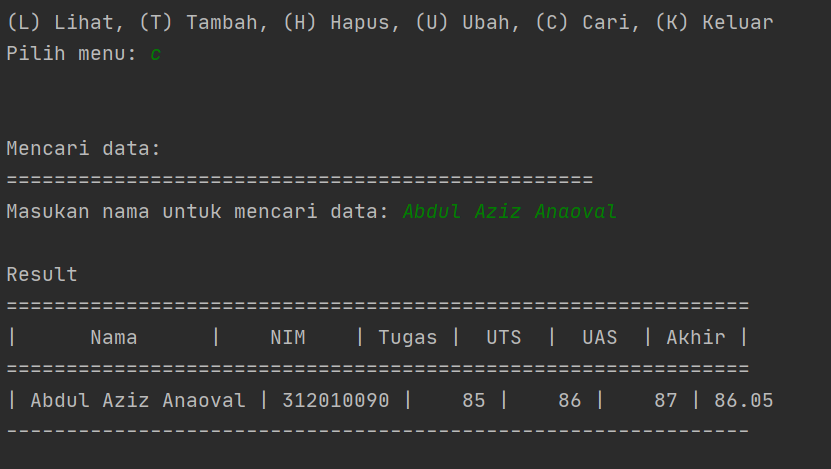 (L) Lihat, (T) Tambah, (H) Hapus, (U) Ubah, (C) Cari, (K) Keluar
Pilih menu: c
Mencari data:
=================================================
Masukan nama untuk mencari data: Abdul Aziz Anaoval
Result
==============================================================
|      Nama      |    NIM    | Tugas |  UTS  |  UAS  | Akhir |
==============================================================
| Abdul Aziz Anaoval | 312010090 |    85 |    86 |    87 | 86.05
--------------------------------------------------------------